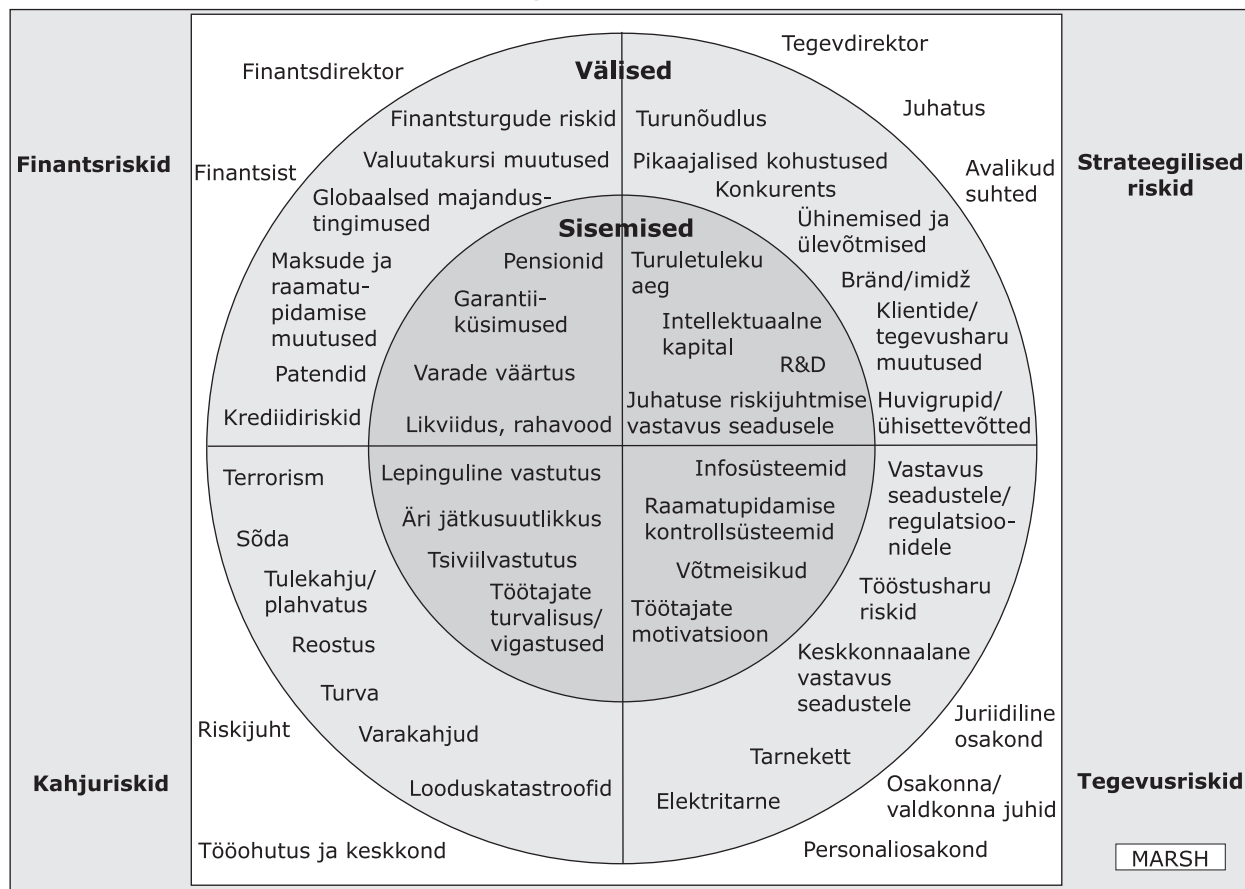 Finantsriskid
Finantsdirektor
Finantsist
Välised
Finantsturgude riskid
Valuutakursi muutused
Globaalsed majandus-
tingimused
Maksude ja
raamatu-
pidamise
muutused
Patendid
Krediidiriskid
Sisemised
Pensionid
Garantii-
küsimused
Varade väärtus
Likviidus, rahavood
Strateegilised
riskid
Tegevdirektor
Juhatus
Avalikud
suhted
Turunõudlus
Pikaajalised kohustused
Konkurents
Ühinemised ja
ülevõtmised
Bränd/imidž
Klientide/
tegevusharu
muutused
Huvigrupid/
ühisettevõtted
Turuletuleku
aeg
Intellektuaalne
kapital
R&D
Juhatuse riskijuhtmise
vastavus seadusele
Kahjuriskid
Terrorism
Sõda
Tulekahju/
plahvatus
Reostus
Turva
Varakahjud
Looduskatastroofid
Riskijuht
Tööohutus ja keskkond
Lepinguline vastutus
Äri jätkusuutlikkus
Tsiviilvastutus
Töötajate
turvalisus/
vigastused
Infosüsteemid
Raamatupidamise
kontrollsüsteemid
Võtmeisikud
Töötajate
motivatsioon
Vastavus
seadustele/
regulatsioo-
nidele
Tööstusharu
riskid
Keskkonnaalane
vastavus
seadustele
Tarnekett
Elektritarne
Juriidiline
osakond
Osakonna/
valdkonna juhid
Personaliosakond
Tegevusriskid
MARSH